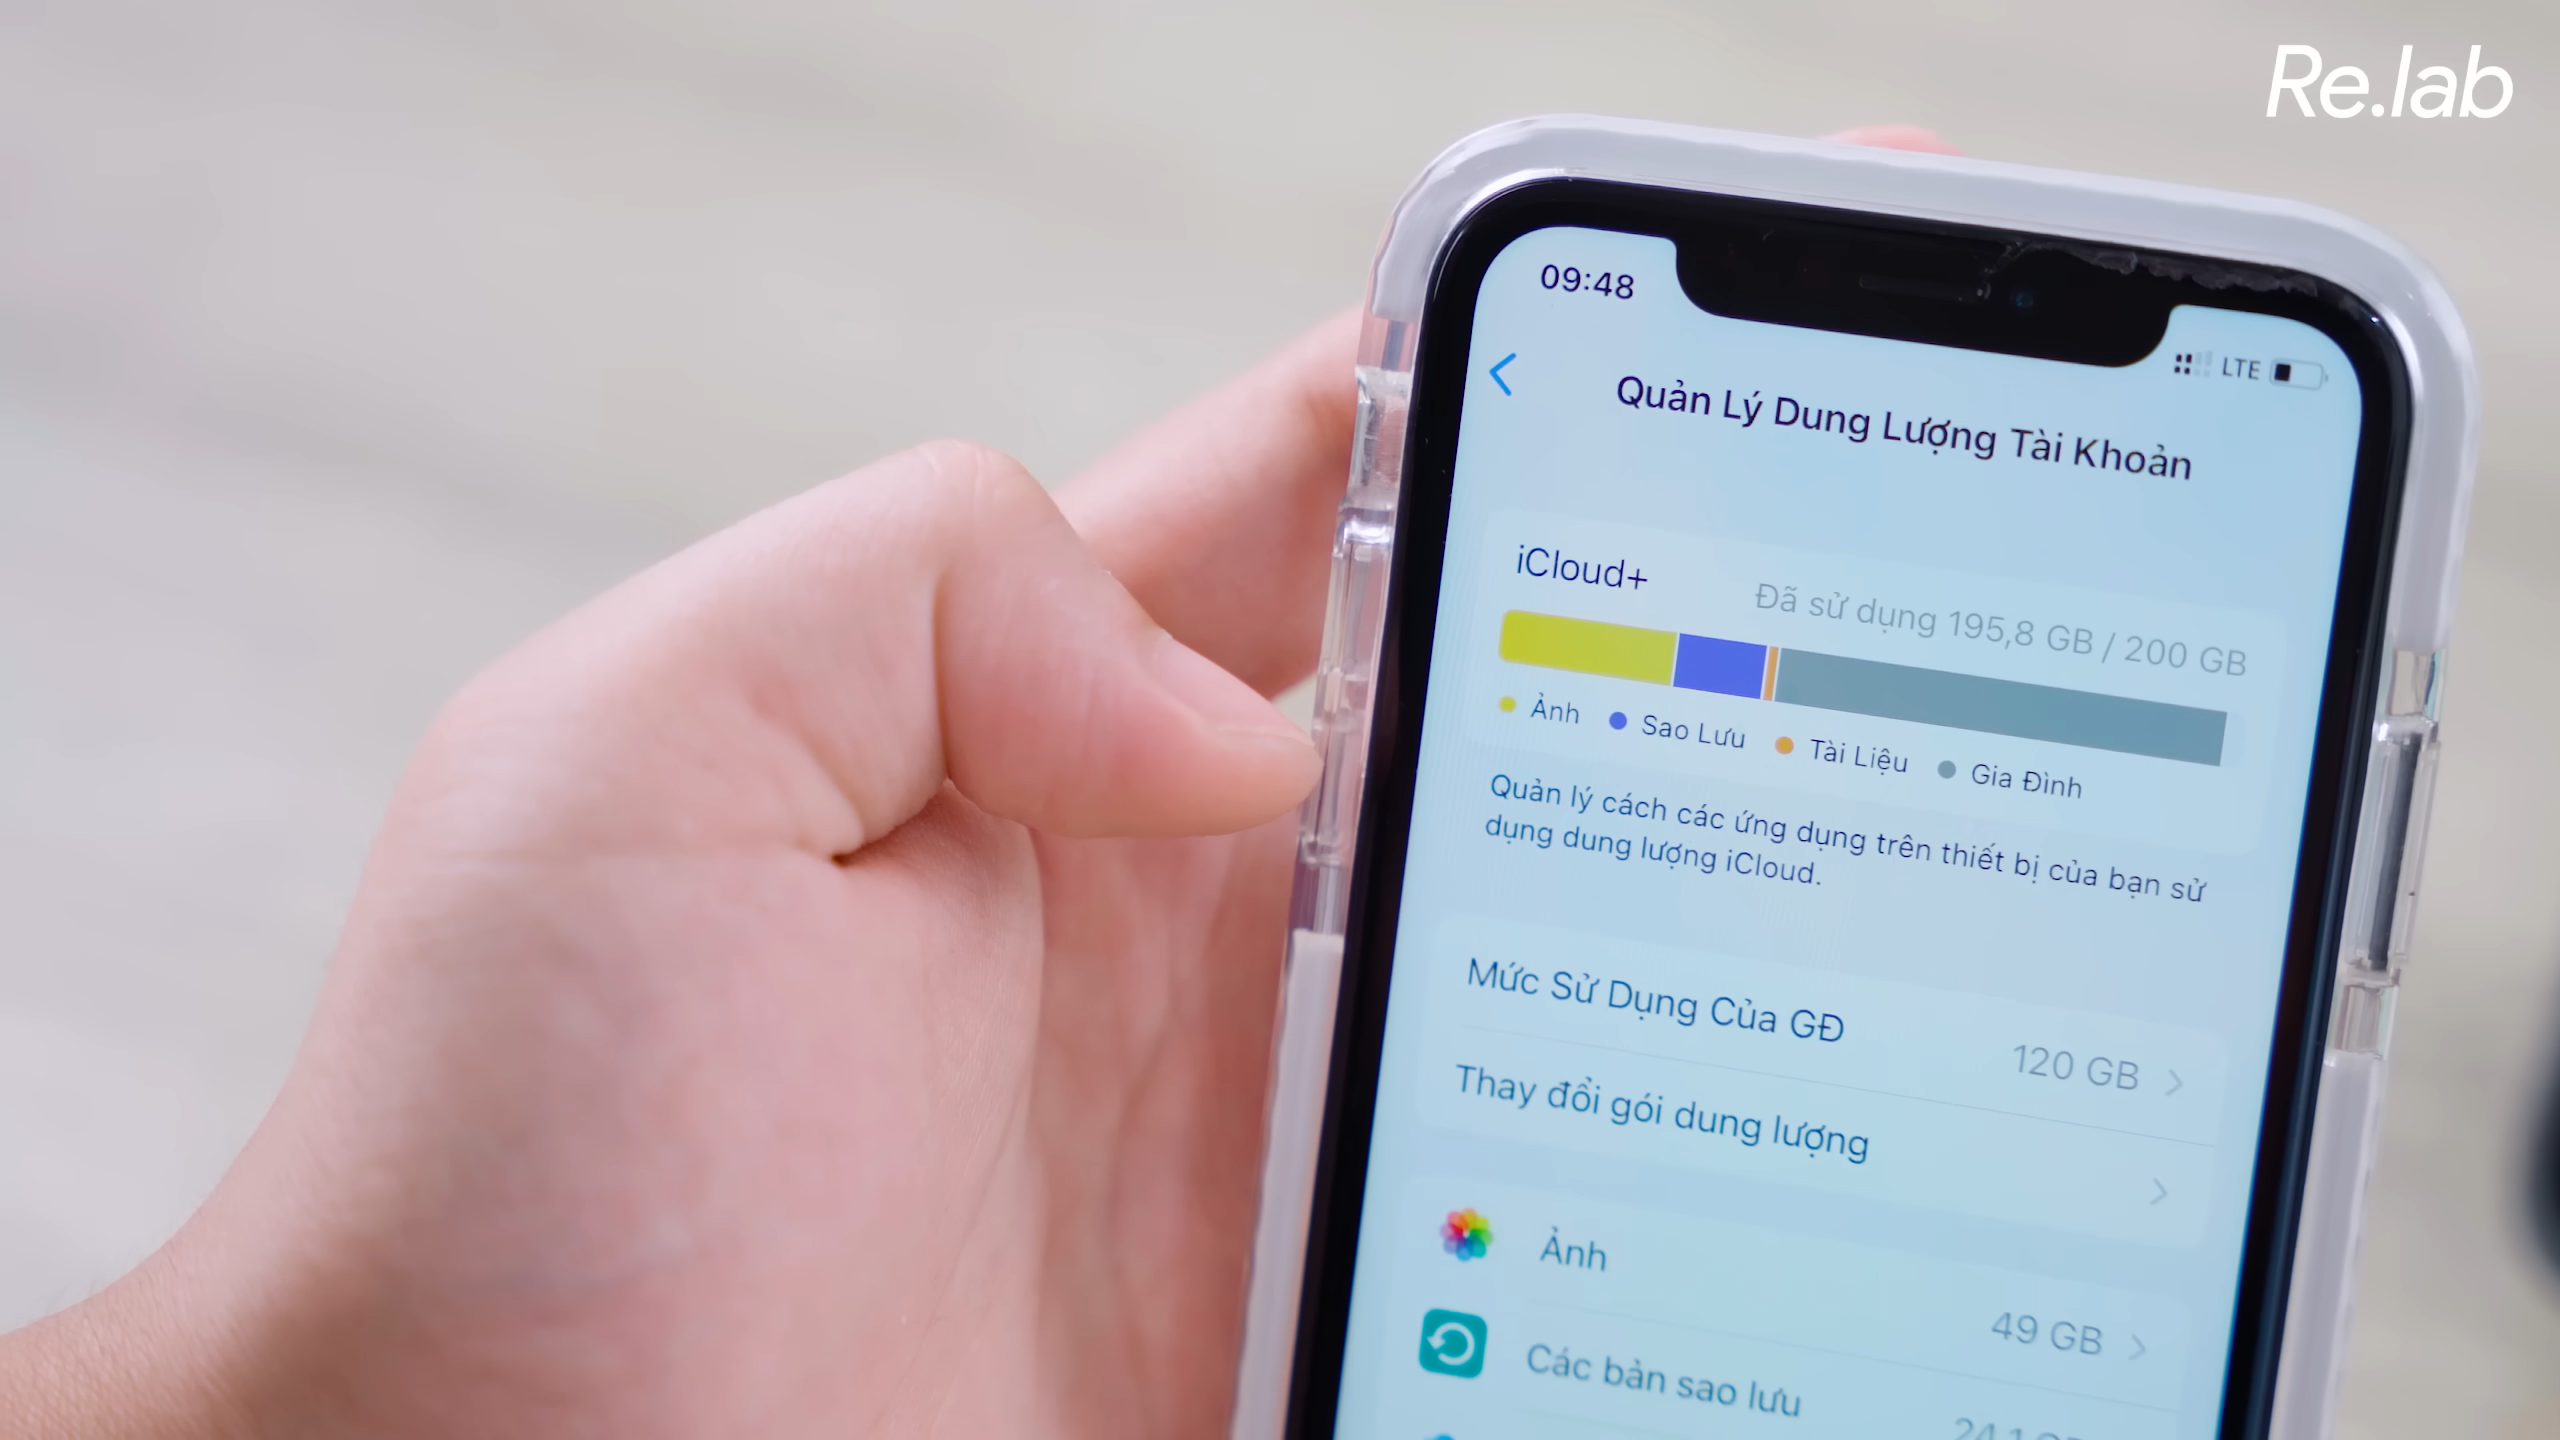 Re.lab
09:48
LTE
Quản Lý Dung Lượng Tài Khoản
iCloud+
Đã sử dụng 195,8 GB / 200 GB
Ảnh Sao Lưu Tài Liệu Gia Đình
Quản lý cách các ứng dụng trên thiết bị của bạn sử
dụng dung lượng iCloud.
Mức Sử Dụng Của GĐ 120 GB
Thay đổi gói dung lượng
Ảnh 49 GB
Các bản sao lưu